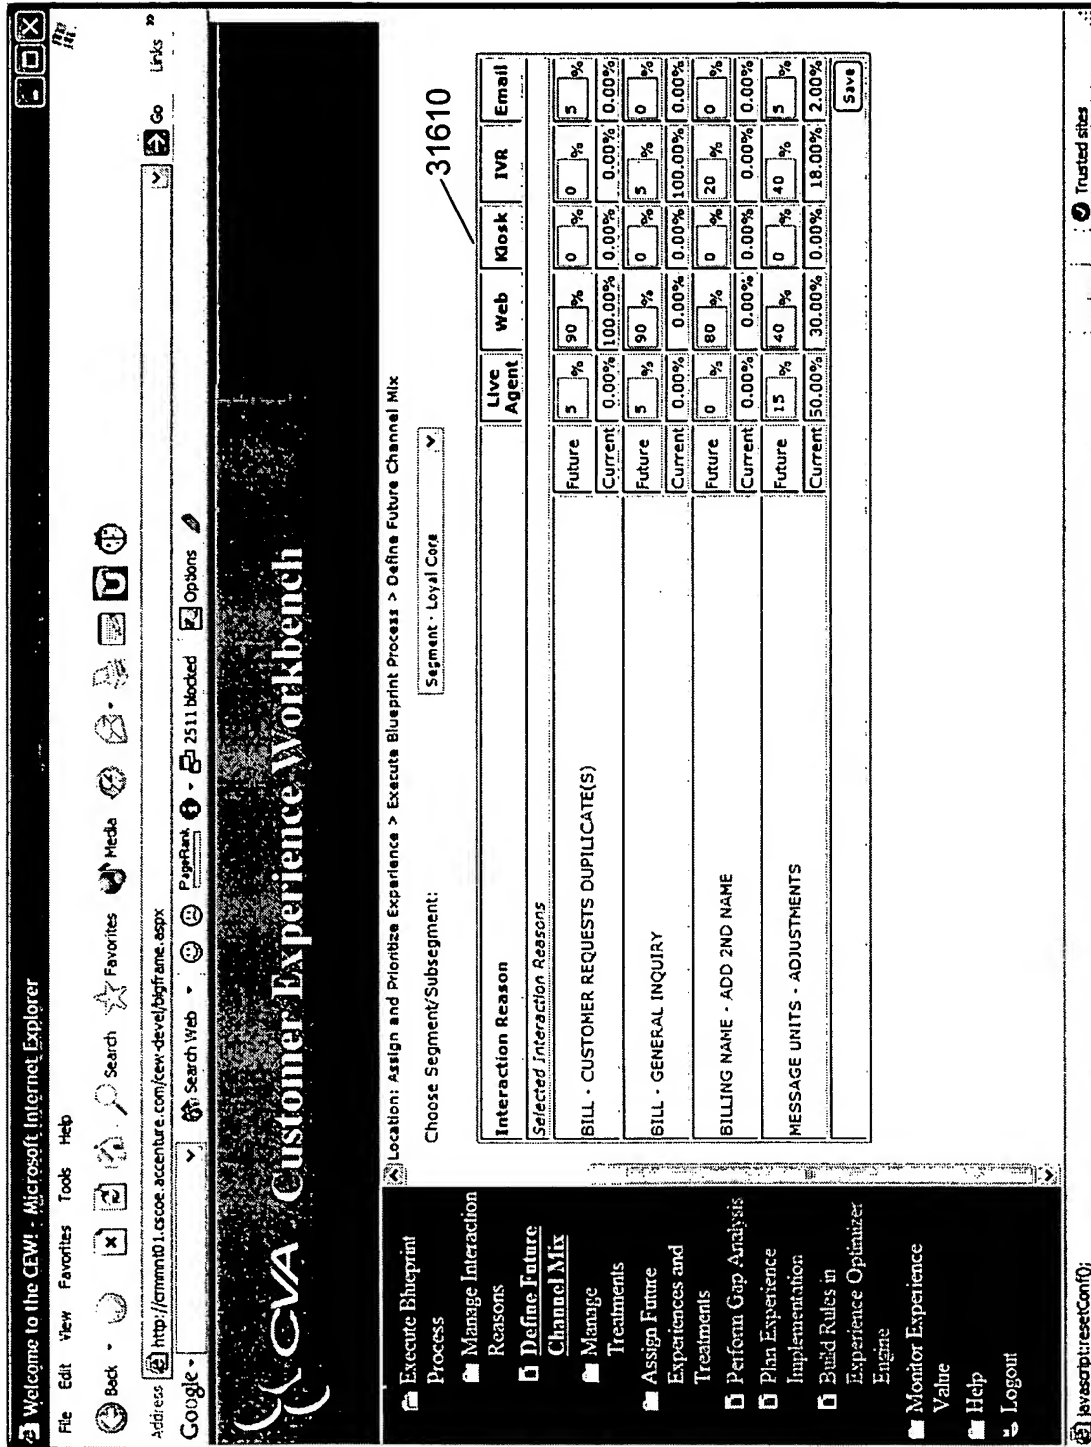 Welcome to the CEW! - Microsoft Internet Explorer
File Edit View Favorites Tools Help
Back Search Favorites Media
Address http://crmnt01.cscoe.accenture.com/cew-devel/bigframe.aspx Go Links »
Google Search Web PageRank 2511 blocked Options
CVA - Customer Experience Workbench
Execute Blueprint Process
Manage Interaction Reasons
Define Future Channel Mix
Manage Treatments
Assign Future Experiences and Treatments
Perform Gap Analysis
Plan Experience Implementation
Build Rules in Experience Optimizer Engine
Monitor Experience Value
Help
Logout
Location: Assign and Prioritize Experience > Execute Blueprint Process > Define Future Channel Mix
Choose Segment/Subsegment: Segment - Loyal Core
31610
Interaction Reason Live Agent Web Kiosk IVR Email
Selected Interaction Reasons
BILL - CUSTOMER REQUESTS DUPILICATE(S) Future 5 % 90 % 0 % 0 % 5 %
Current 0.00% 100.00% 0.00% 0.00% 0.00%
BILL - GENERAL INQUIRY Future 5 % 90 % 0 % 5 % 0 %
Current 0.00% 0.00% 0.00% 100.00% 0.00%
BILLING NAME - ADD 2ND NAME Future 0 % 80 % 0 % 20 % 0 %
Current 0.00% 0.00% 0.00% 0.00% 0.00%
MESSAGE UNITS - ADJUSTMENTS Future 15 % 40 % 0 % 40 % 5 %
Current 50.00% 30.00% 0.00% 18.00% 2.00%
Save
javascript:resetConf(); Trusted sites